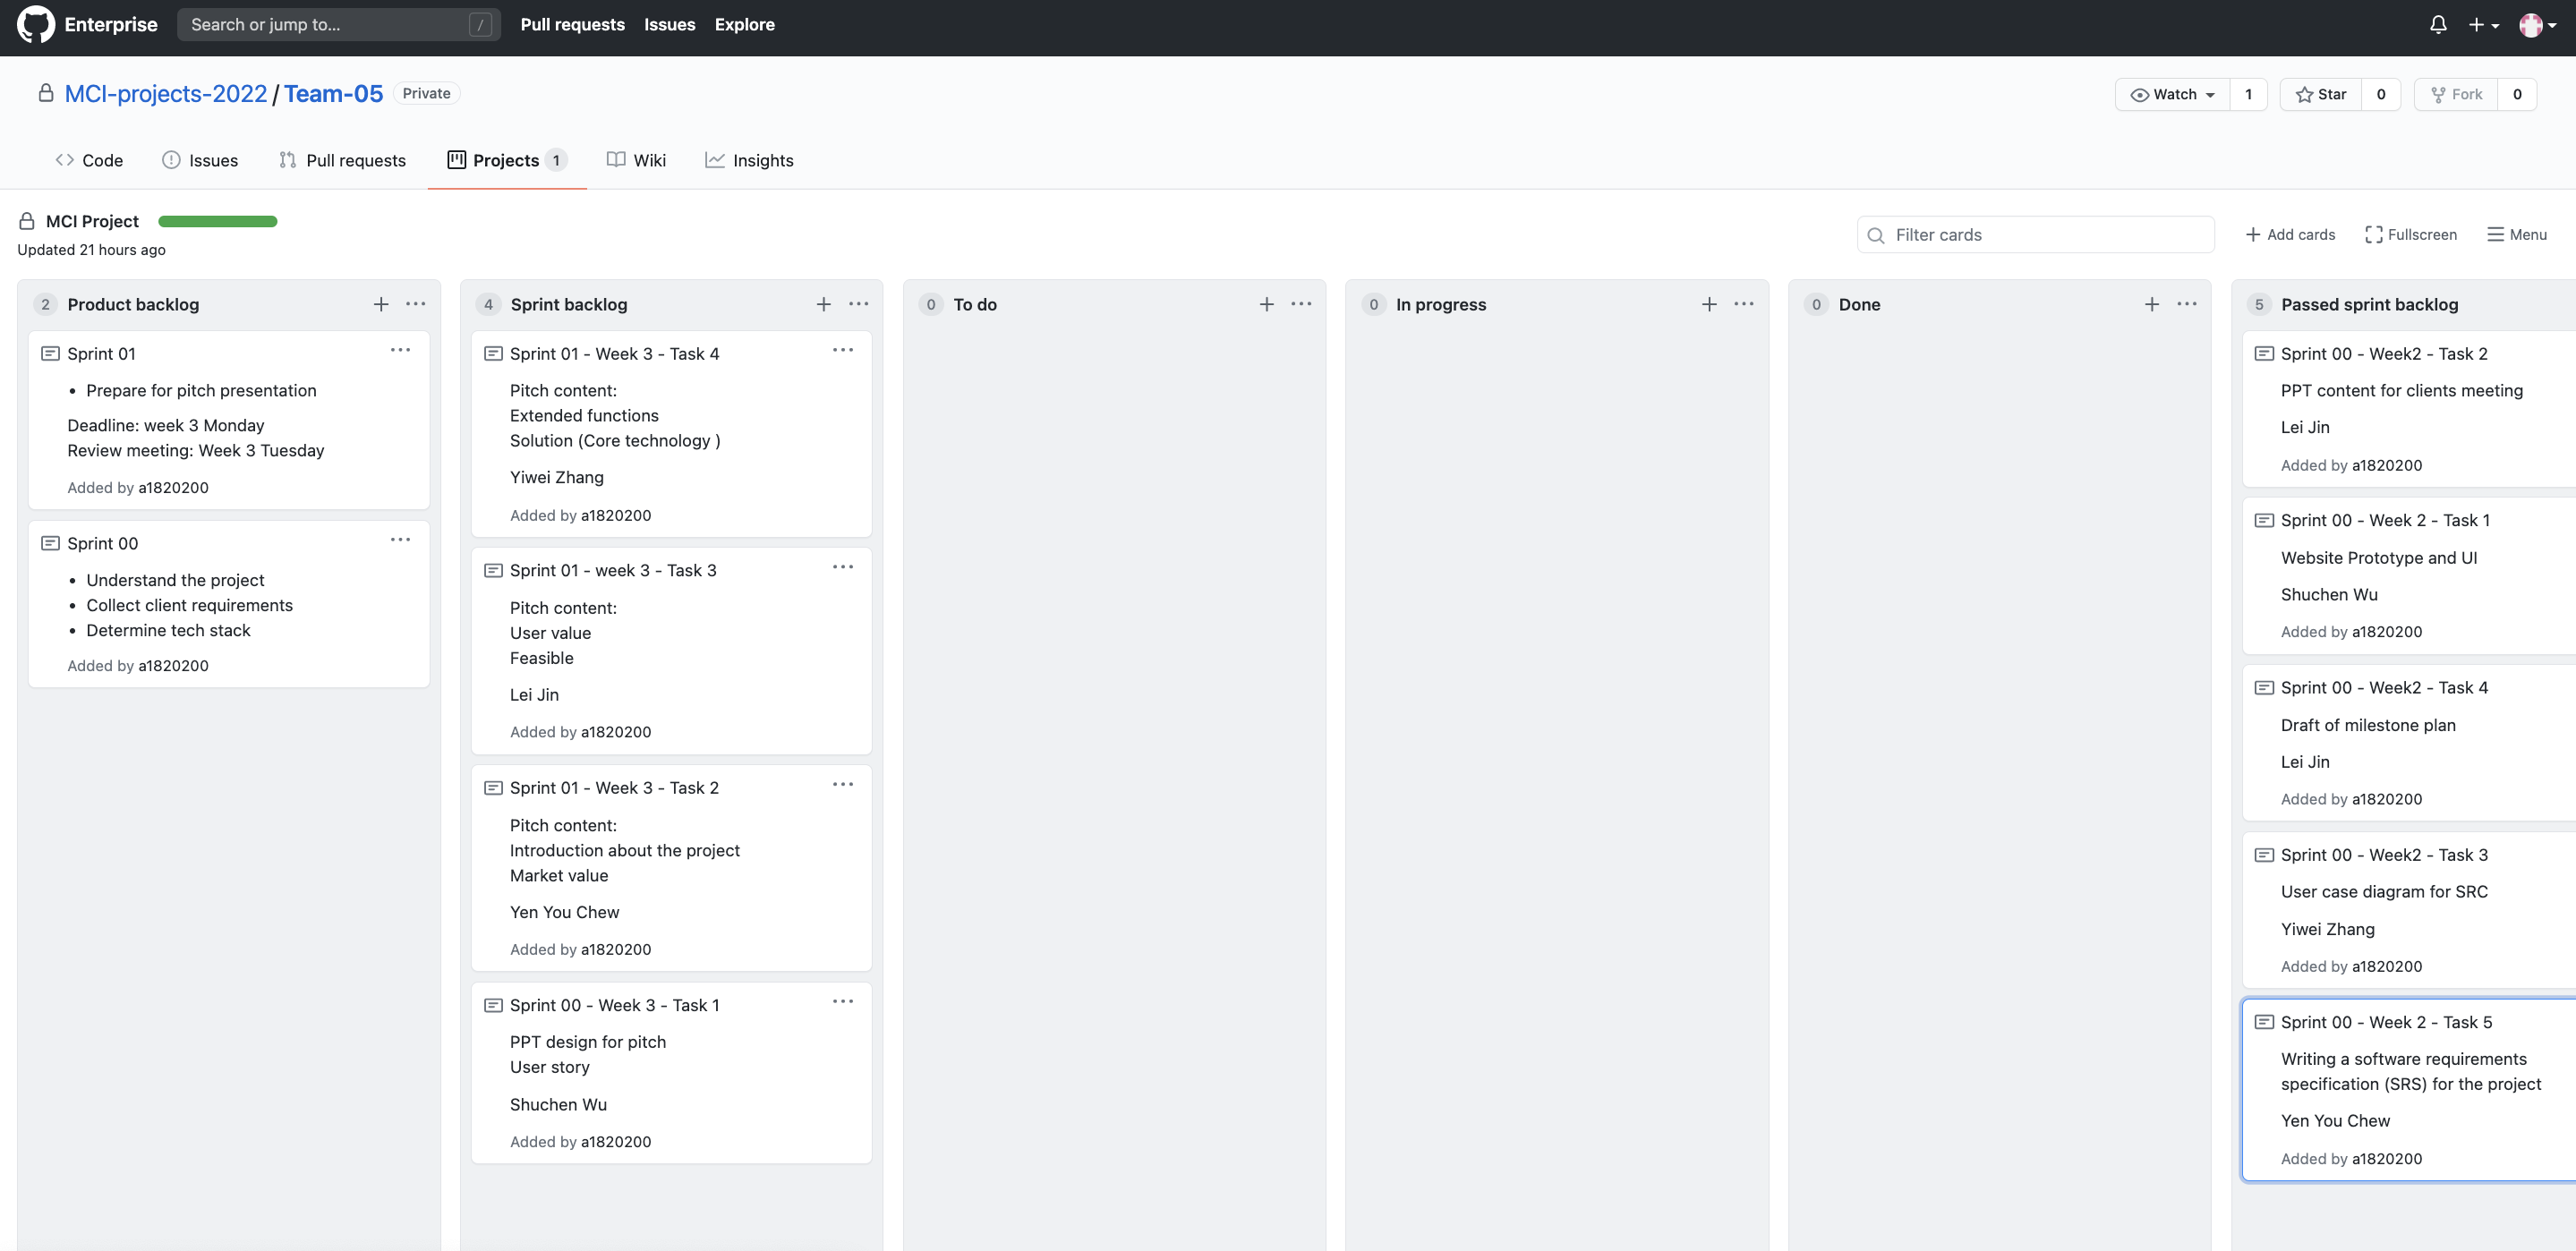 Enterprise
Search or jump to...
/
Pull requests
Issues
Explore
MCI-projects-2022 / Team-05
Private
Watch
1
Star
0
Fork
0
Code
Issues
Pull requests
Projects 1
Wiki
Insights
MCI Project
Updated 21 hours ago
Filter cards
Add cards
Fullscreen
Menu
2 Product backlog
Sprint 01
• Prepare for pitch presentation
Deadline: week 3 Monday
Review meeting: Week 3 Tuesday
Added by a1820200
Sprint 00
• Understand the project
• Collect client requirements
• Determine tech stack
Added by a1820200
4 Sprint backlog
Sprint 01 - Week 3 - Task 4
Pitch content:
Extended functions
Solution (Core technology )
Yiwei Zhang
Added by a1820200
Sprint 01 - week 3 - Task 3
Pitch content:
User value
Feasible
Lei Jin
Added by a1820200
Sprint 01 - Week 3 - Task 2
Pitch content:
Introduction about the project
Market value
Yen You Chew
Added by a1820200
Sprint 00 - Week 3 - Task 1
PPT design for pitch
User story
Shuchen Wu
Added by a1820200
0 To do
0 In progress
0 Done
5 Passed sprint backlog
Sprint 00 - Week2 - Task 2
PPT content for clients meeting
Lei Jin
Added by a1820200
Sprint 00 - Week 2 - Task 1
Website Prototype and UI
Shuchen Wu
Added by a1820200
Sprint 00 - Week2 - Task 4
Draft of milestone plan
Lei Jin
Added by a1820200
Sprint 00 - Week2 - Task 3
User case diagram for SRC
Yiwei Zhang
Added by a1820200
Sprint 00 - Week 2 - Task 5
Writing a software requirements
specification (SRS) for the project
Yen You Chew
Added by a1820200